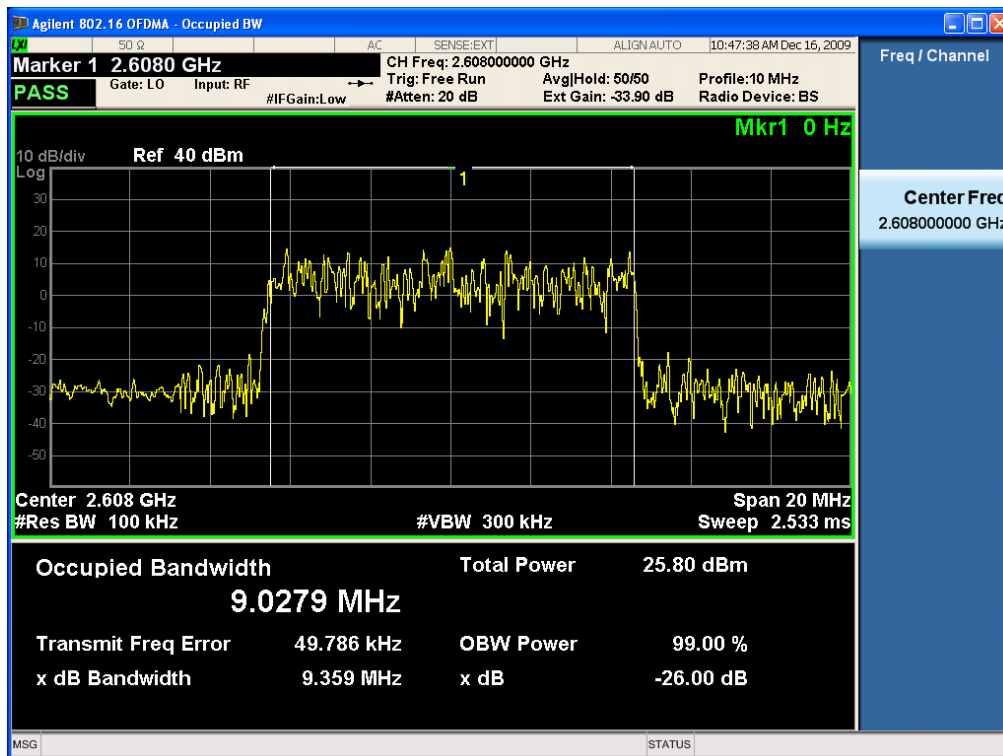 Agilent 802.16 OFDMA - Occupied BW
LXI 50 Ω AC SENSE:EXT ALIGN AUTO 10:47:38 AM Dec 16, 2009
Marker 1 2.6080 GHz
PASS
Gate: LO Input: RF
#IFGain:Low
CH Freq: 2.608000000 GHz
Trig: Free Run Avg|Hold: 50/50 Profile:10 MHz
#Atten: 20 dB Ext Gain: -33.90 dB Radio Device: BS
Freq / Channel
Center Freq
2.608000000 GHz
Mkr1 0 Hz
10 dB/div Ref 40 dBm
Log
1
30
20
10
0
-10
-20
-30
-40
-50
Center 2.608 GHz Span 20 MHz
#Res BW 100 kHz #VBW 300 kHz Sweep 2.533 ms
Occupied Bandwidth Total Power 25.80 dBm
9.0279 MHz
Transmit Freq Error 49.786 kHz OBW Power 99.00 %
x dB Bandwidth 9.359 MHz x dB -26.00 dB
MSG STATUS